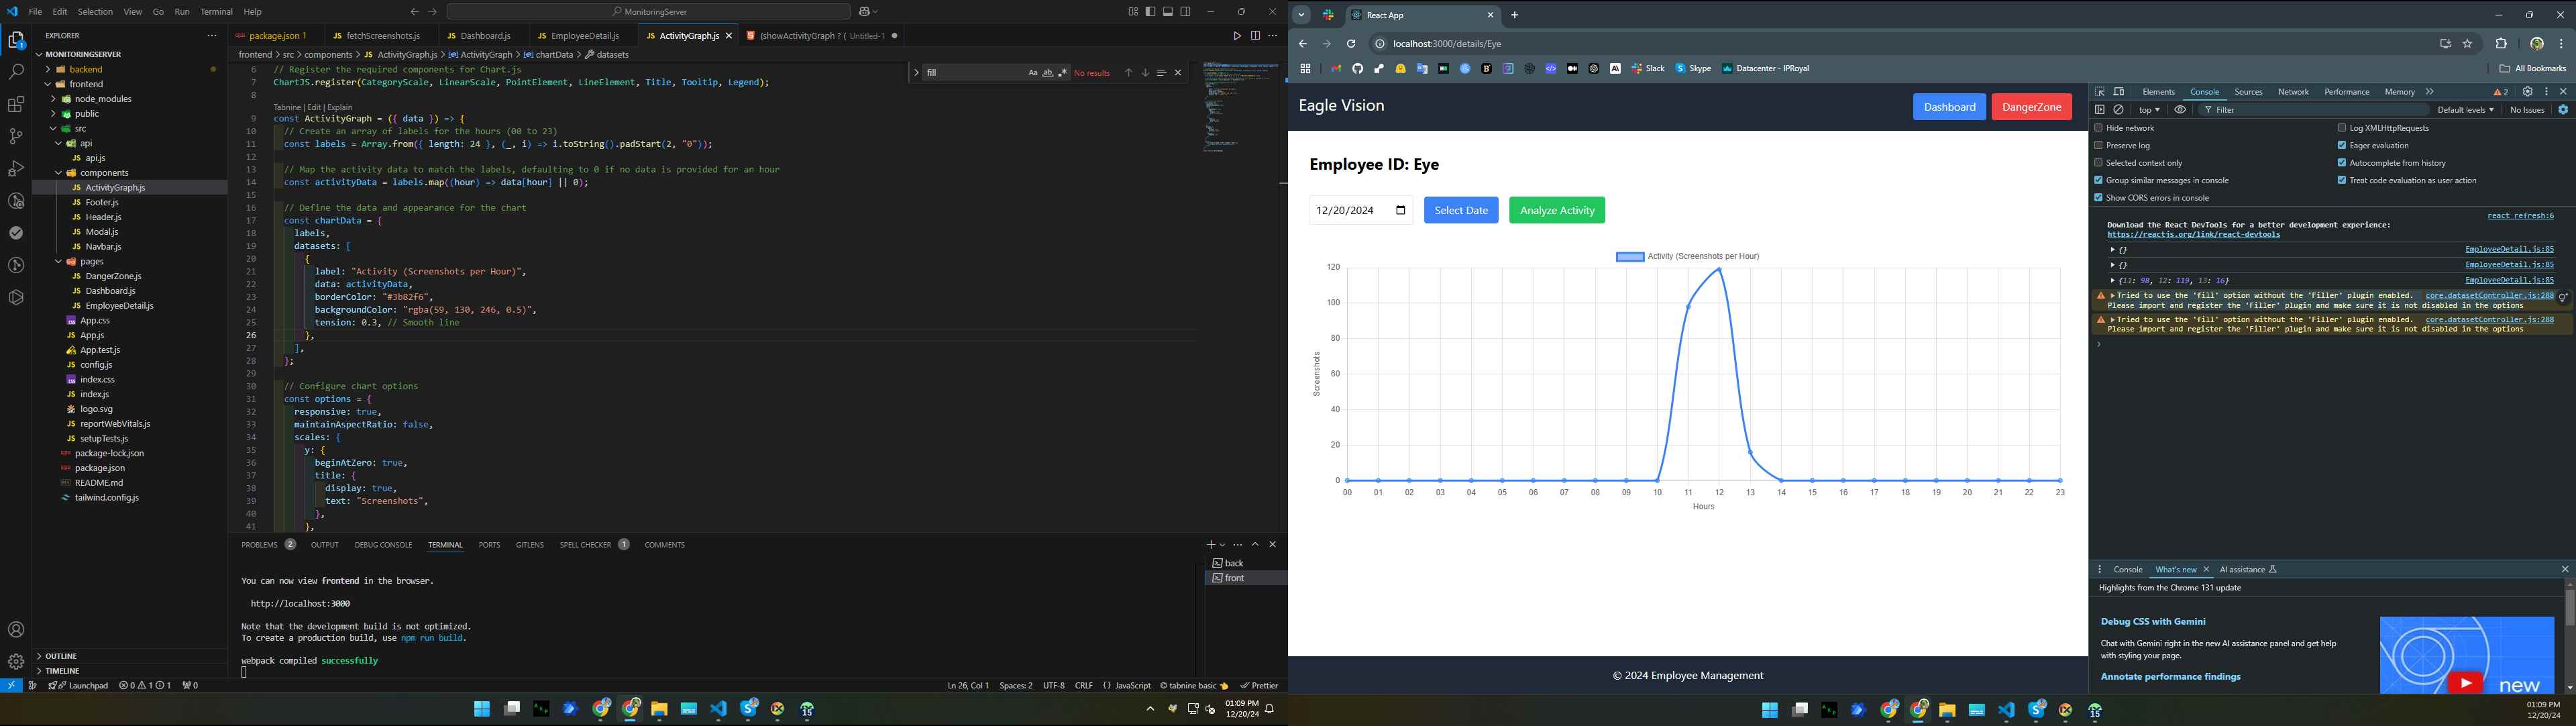 File Edit Selection View Go Run Terminal Help
MonitoringServer
EXPLORER
MONITORINGSERVER
backend
frontend
node_modules
public
src
api
api.js
components
ActivityGraph.js
Footer.js
Header.js
Modal.js
Navbar.js
pages
DangerZone.js
Dashboard.js
EmployeeDetail.js
App.css
App.js
App.test.js
config.js
index.css
index.js
logo.svg
reportWebVitals.js
setupTests.js
package-lock.json
package.json
README.md
tailwind.config.js
OUTLINE
TIMELINE
package.json 1
fetchScreenshots.js
Dashboard.js
EmployeeDetail.js
ActivityGraph.js
(showActivityGraph ? ( Untitled-1
frontend > src > components > JS ActivityGraph.js > ActivityGraph > chartData > datasets
fill
Aa ab No results
6 // Register the required components for Chart.js
7 ChartJS.register(CategoryScale, LinearScale, PointElement, LineElement, Title, Tooltip, Legend);
8
Tabnine | Edit | Explain
9 const ActivityGraph = ({ data }) => {
10 // Create an array of labels for the hours (00 to 23)
11 const labels = Array.from({ length: 24 }, (_, i) => i.toString().padStart(2, "0"));
12
13 // Map the activity data to match the labels, defaulting to 0 if no data is provided for an hour
14 const activityData = labels.map((hour) => data[hour] || 0);
15
16 // Define the data and appearance for the chart
17 const chartData = {
18 labels,
19 datasets: [
20 {
21 label: "Activity (Screenshots per Hour)",
22 data: activityData,
23 borderColor: "#3b82f6",
24 backgroundColor: "rgba(59, 130, 246, 0.5)",
25 tension: 0.3, // Smooth line
26 },
27 ],
28 };
29
30 // Configure chart options
31 const options = {
32 responsive: true,
33 maintainAspectRatio: false,
34 scales: {
35 y: {
36 beginAtZero: true,
37 title: {
38 display: true,
39 text: "Screenshots",
40 },
41 },
PROBLEMS 2 OUTPUT DEBUG CONSOLE TERMINAL PORTS GITLENS SPELL CHECKER 1 COMMENTS
You can now view frontend in the browser.
http://localhost:3000
Note that the development build is not optimized.
To create a production build, use npm run build.
webpack compiled successfully
back
front
Launchpad 0 1 1 0
Ln 26, Col 1 Spaces: 2 UTF-8 CRLF {} JavaScript tabnine basic Prettier
01:09 PM
12/20/24
React App
localhost:3000/details/Eye
Slack Skype Datacenter - IPRoyal
All Bookmarks
Eagle Vision
Dashboard DangerZone
Employee ID: Eye
12/20/2024
Select Date
Analyze Activity
Activity (Screenshots per Hour)
120
100
80
60
40
20
0
Screenshots
00 01 02 03 04 05 06 07 08 09 10 11 12 13 14 15 16 17 18 19 20 21 22 23
Hours
© 2024 Employee Management
Elements Console Sources Network Performance Memory 2
top Filter Default levels No Issues
Hide network Log XMLHttpRequests
Preserve log Eager evaluation
Selected context only Autocomplete from history
Group similar messages in console Treat code evaluation as user action
Show CORS errors in console
react refresh:6
Download the React DevTools for a better development experience:
https://reactjs.org/link/react-devtools
{} EmployeeDetail.js:85
{} EmployeeDetail.js:85
{11: 98, 12: 119, 13: 16} EmployeeDetail.js:85
Tried to use the 'fill' option without the 'Filler' plugin enabled. core.datasetController.js:288
Please import and register the 'Filler' plugin and make sure it is not disabled in the options
Tried to use the 'fill' option without the 'Filler' plugin enabled. core.datasetController.js:288
Please import and register the 'Filler' plugin and make sure it is not disabled in the options
Console What's new AI assistance
Highlights from the Chrome 131 update
Debug CSS with Gemini
Chat with Gemini right in the new AI assistance panel and get help
with styling your page.
Annotate performance findings
new
01:09 PM
12/20/24